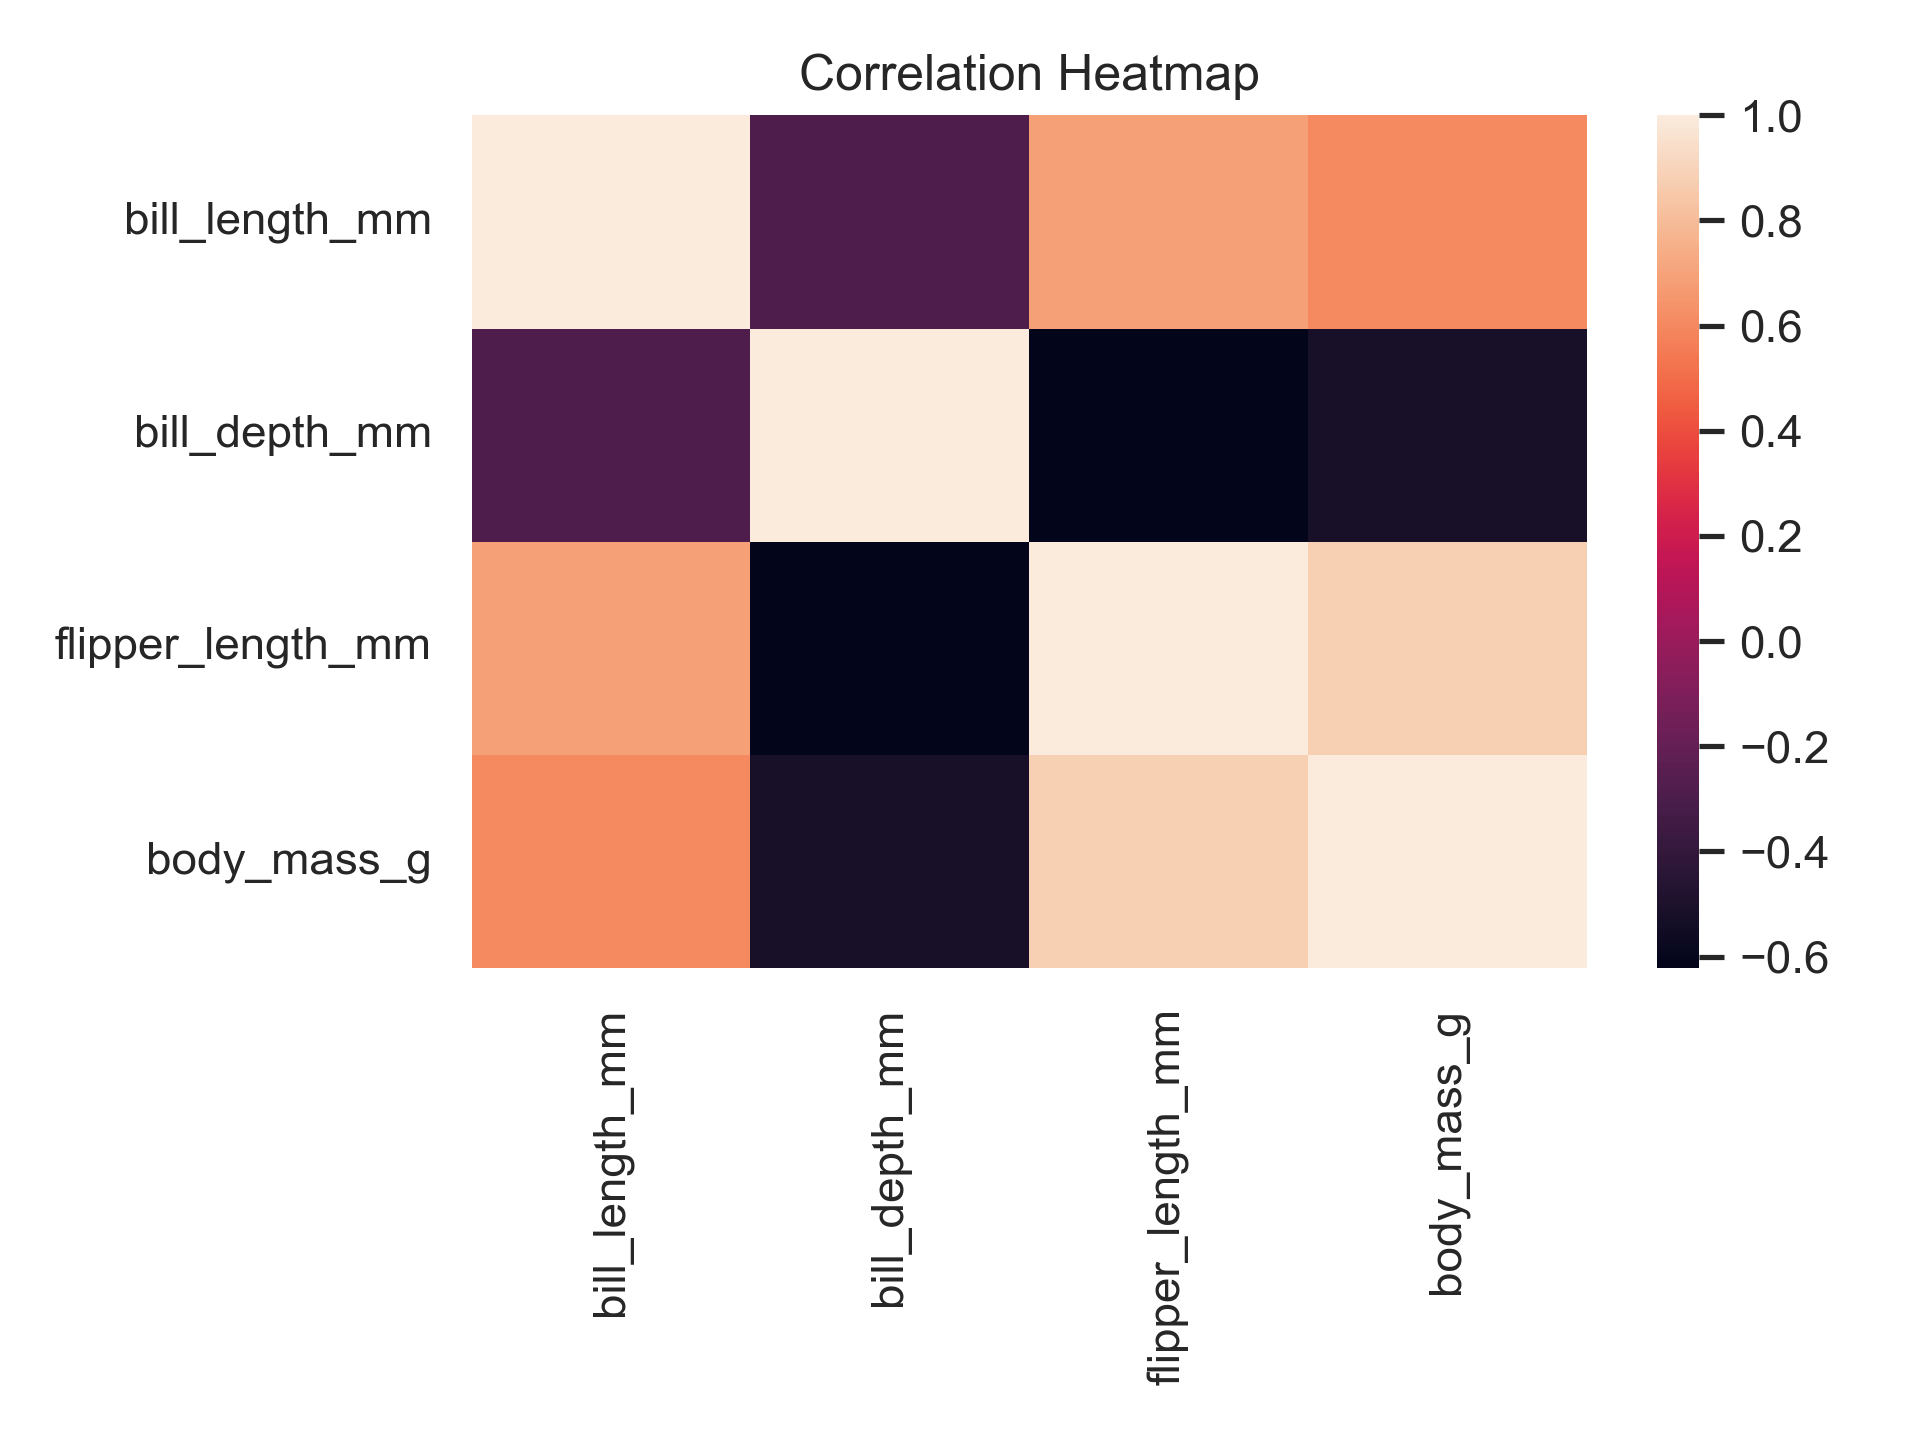 Correlation Heatmap
bill_length_mm
bill_depth_mm
flipper_length_mm
body_mass_g
bill_length_mm
bill_depth_mm
flipper_length_mm
body_mass_g
1.0
0.8
0.6
0.4
0.2
0.0
−0.2
−0.4
−0.6